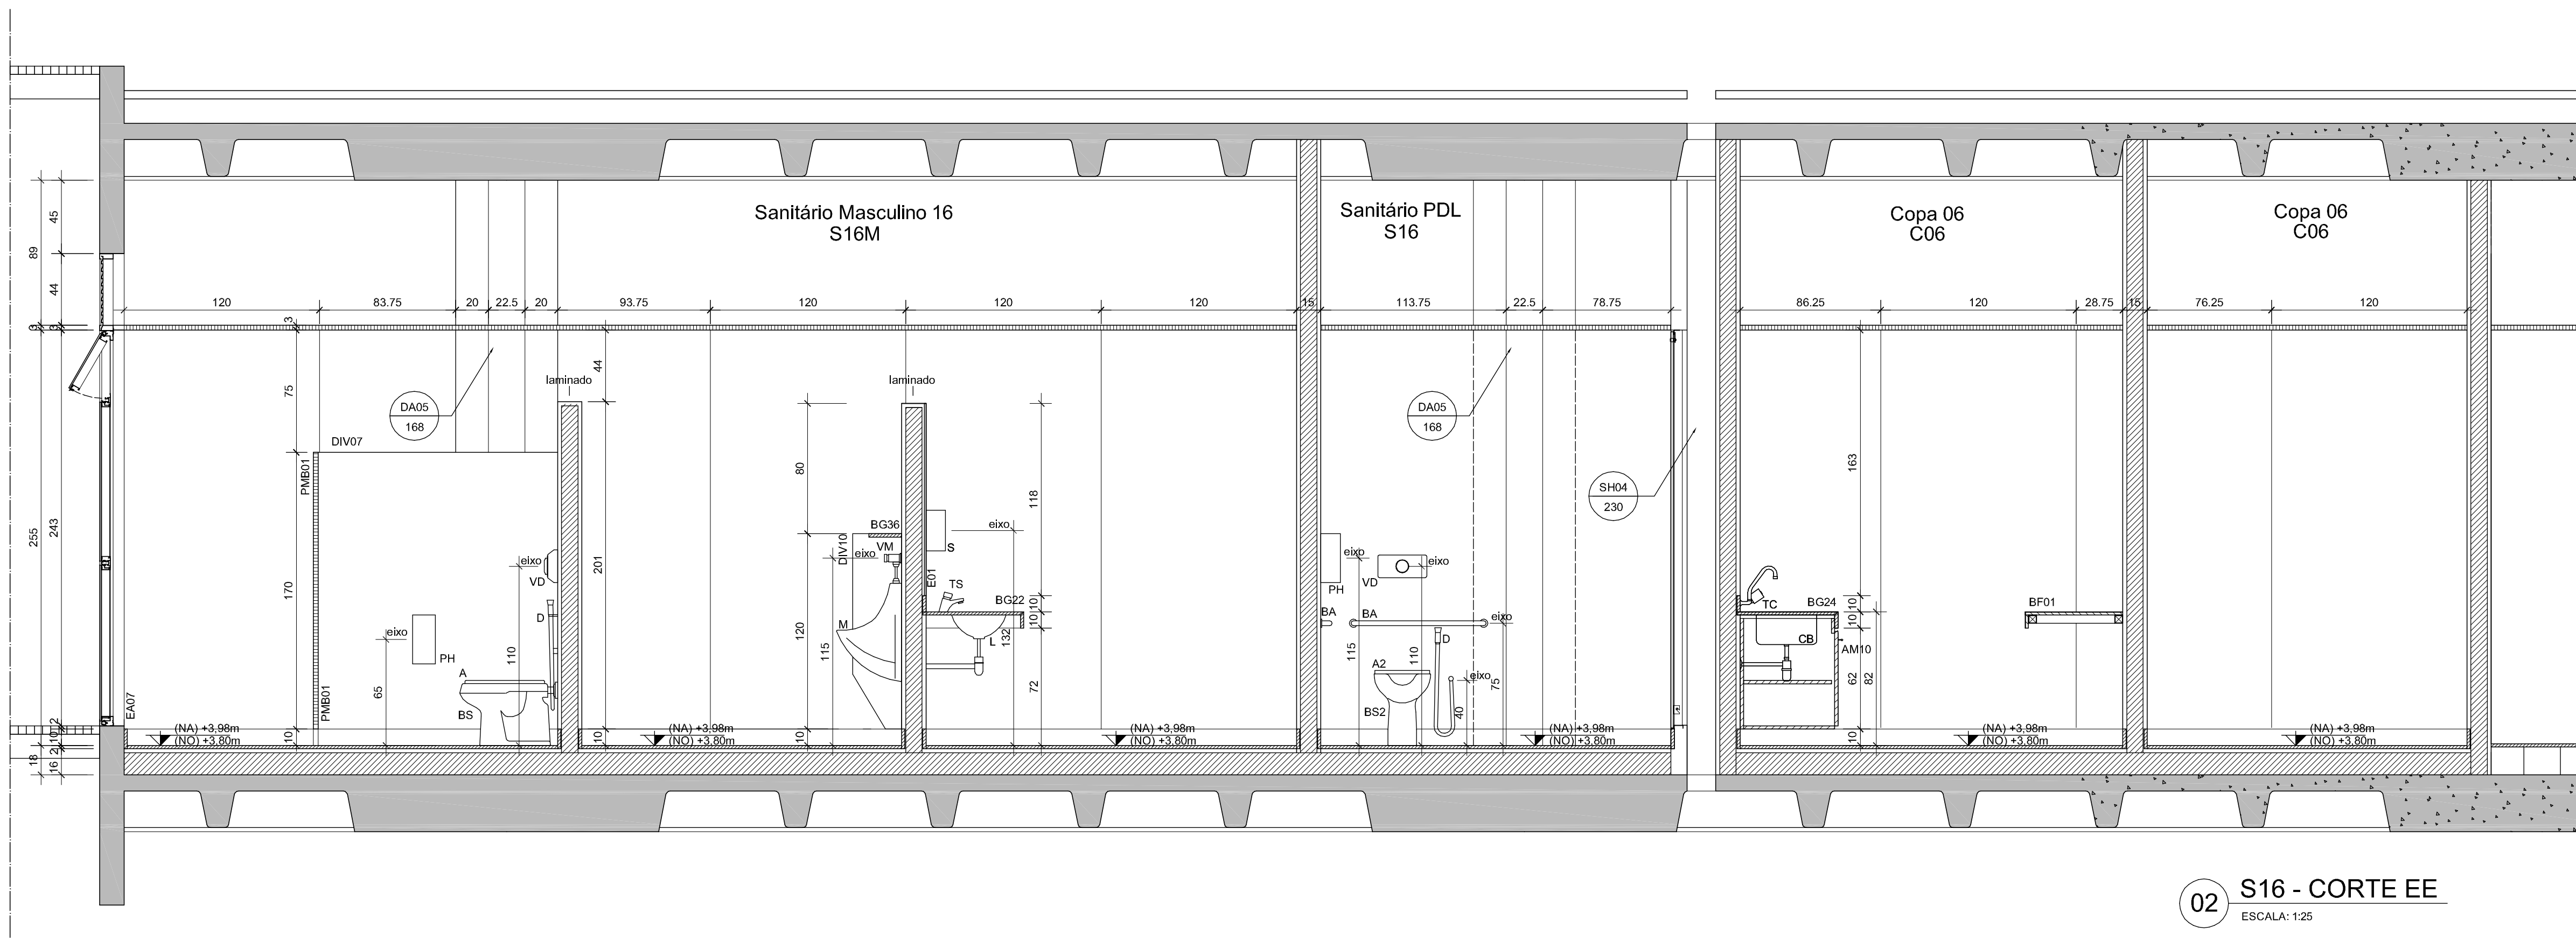 Sanitário Masculino 16
S16M
Sanitário PDL
S16
Copa 06
C06
Copa 06
C06
45
89
44
3
3
255
243
2
10
2
18
16
120
83.75
20
22.5
20
93.75
120
120
120
15
113.75
22.5
78.75
86.25
120
28.75
15
76.25
120
3
75
170
10
DIV07
PMB01
PMB01
EA07
DA05
168
eixo
65
PH
A
BS
110
eixo
VD
D
laminado
44
201
10
80
120
10
115
DIV10
BG36
VM
eixo
M
laminado
S
E01
TS
BG22
L
eixo
132
118
10
10
72
DA05
168
SH04
230
eixo
PH
BA
BA
VD
eixo
115
110
A2
BS2
D
eixo
40
75
eixo
TC
BG24
CB
AM10
163
10
10
62
82
10
BF01
(NA) +3,98m
(NO) +3,80m
(NA) +3,98m
(NO) +3,80m
(NA) +3,98m
(NO) +3,80m
(NA) +3,98m
(NO) +3,80m
(NA) +3,98m
(NO) +3,80m
(NA) +3,98m
(NO) +3,80m
02
S16 - CORTE EE
ESCALA: 1:25